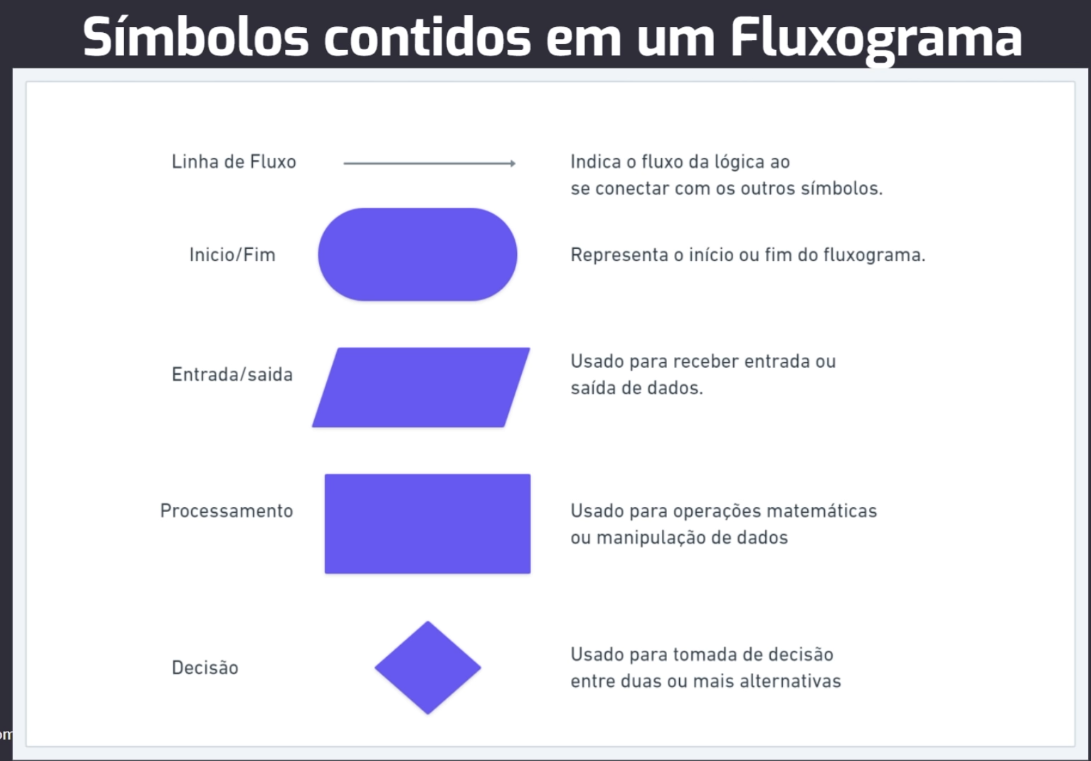 Símbolos contidos em um Fluxograma
Linha de Fluxo
Indica o fluxo da lógica ao
se conectar com os outros símbolos.
Inicio/Fim
Representa o início ou fim do fluxograma.
Entrada/saida
Usado para receber entrada ou
saída de dados.
Processamento
Usado para operações matemáticas
ou manipulação de dados
Decisão
Usado para tomada de decisão
entre duas ou mais alternativas
om